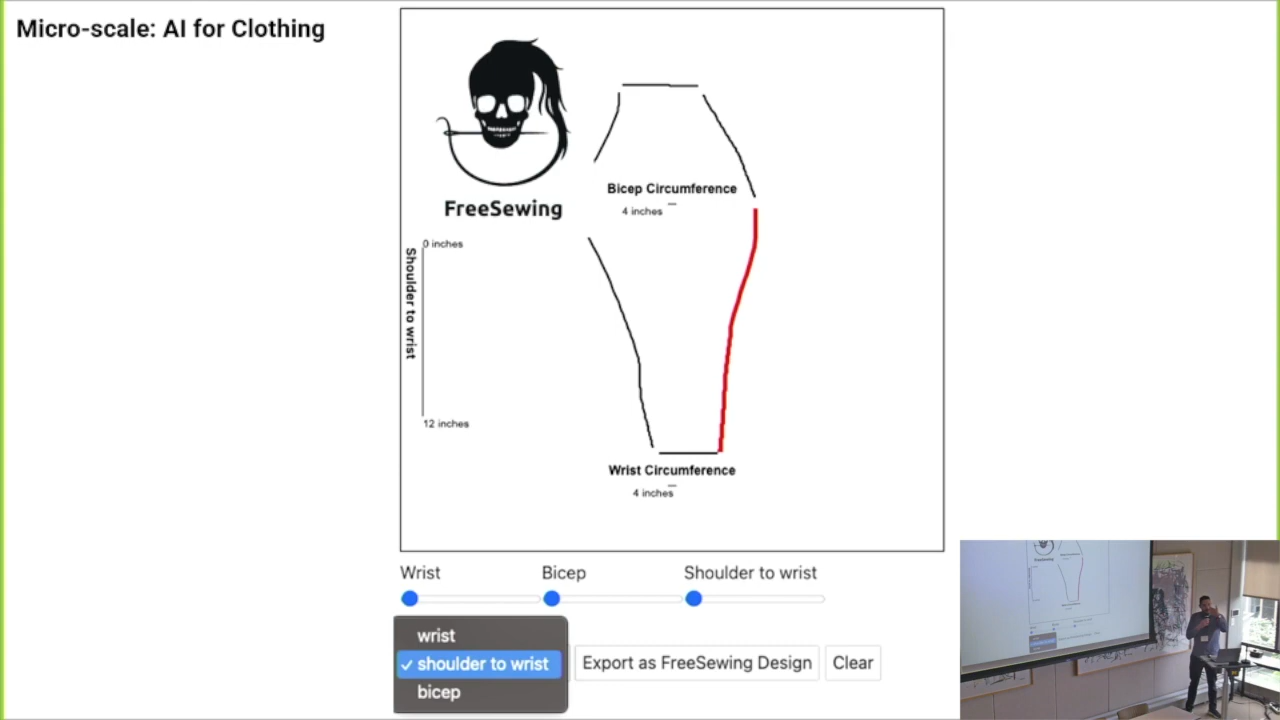 Micro-scale: AI for Clothing
FreeSewing
Bicep Circumference
4 inches
0 inches
Shoulder to wrist
12 inches
Wrist Circumference
4 inches
Wrist
Bicep
Shoulder to wrist
wrist
✓ shoulder to wrist
bicep
Export as FreeSewing Design
Clear